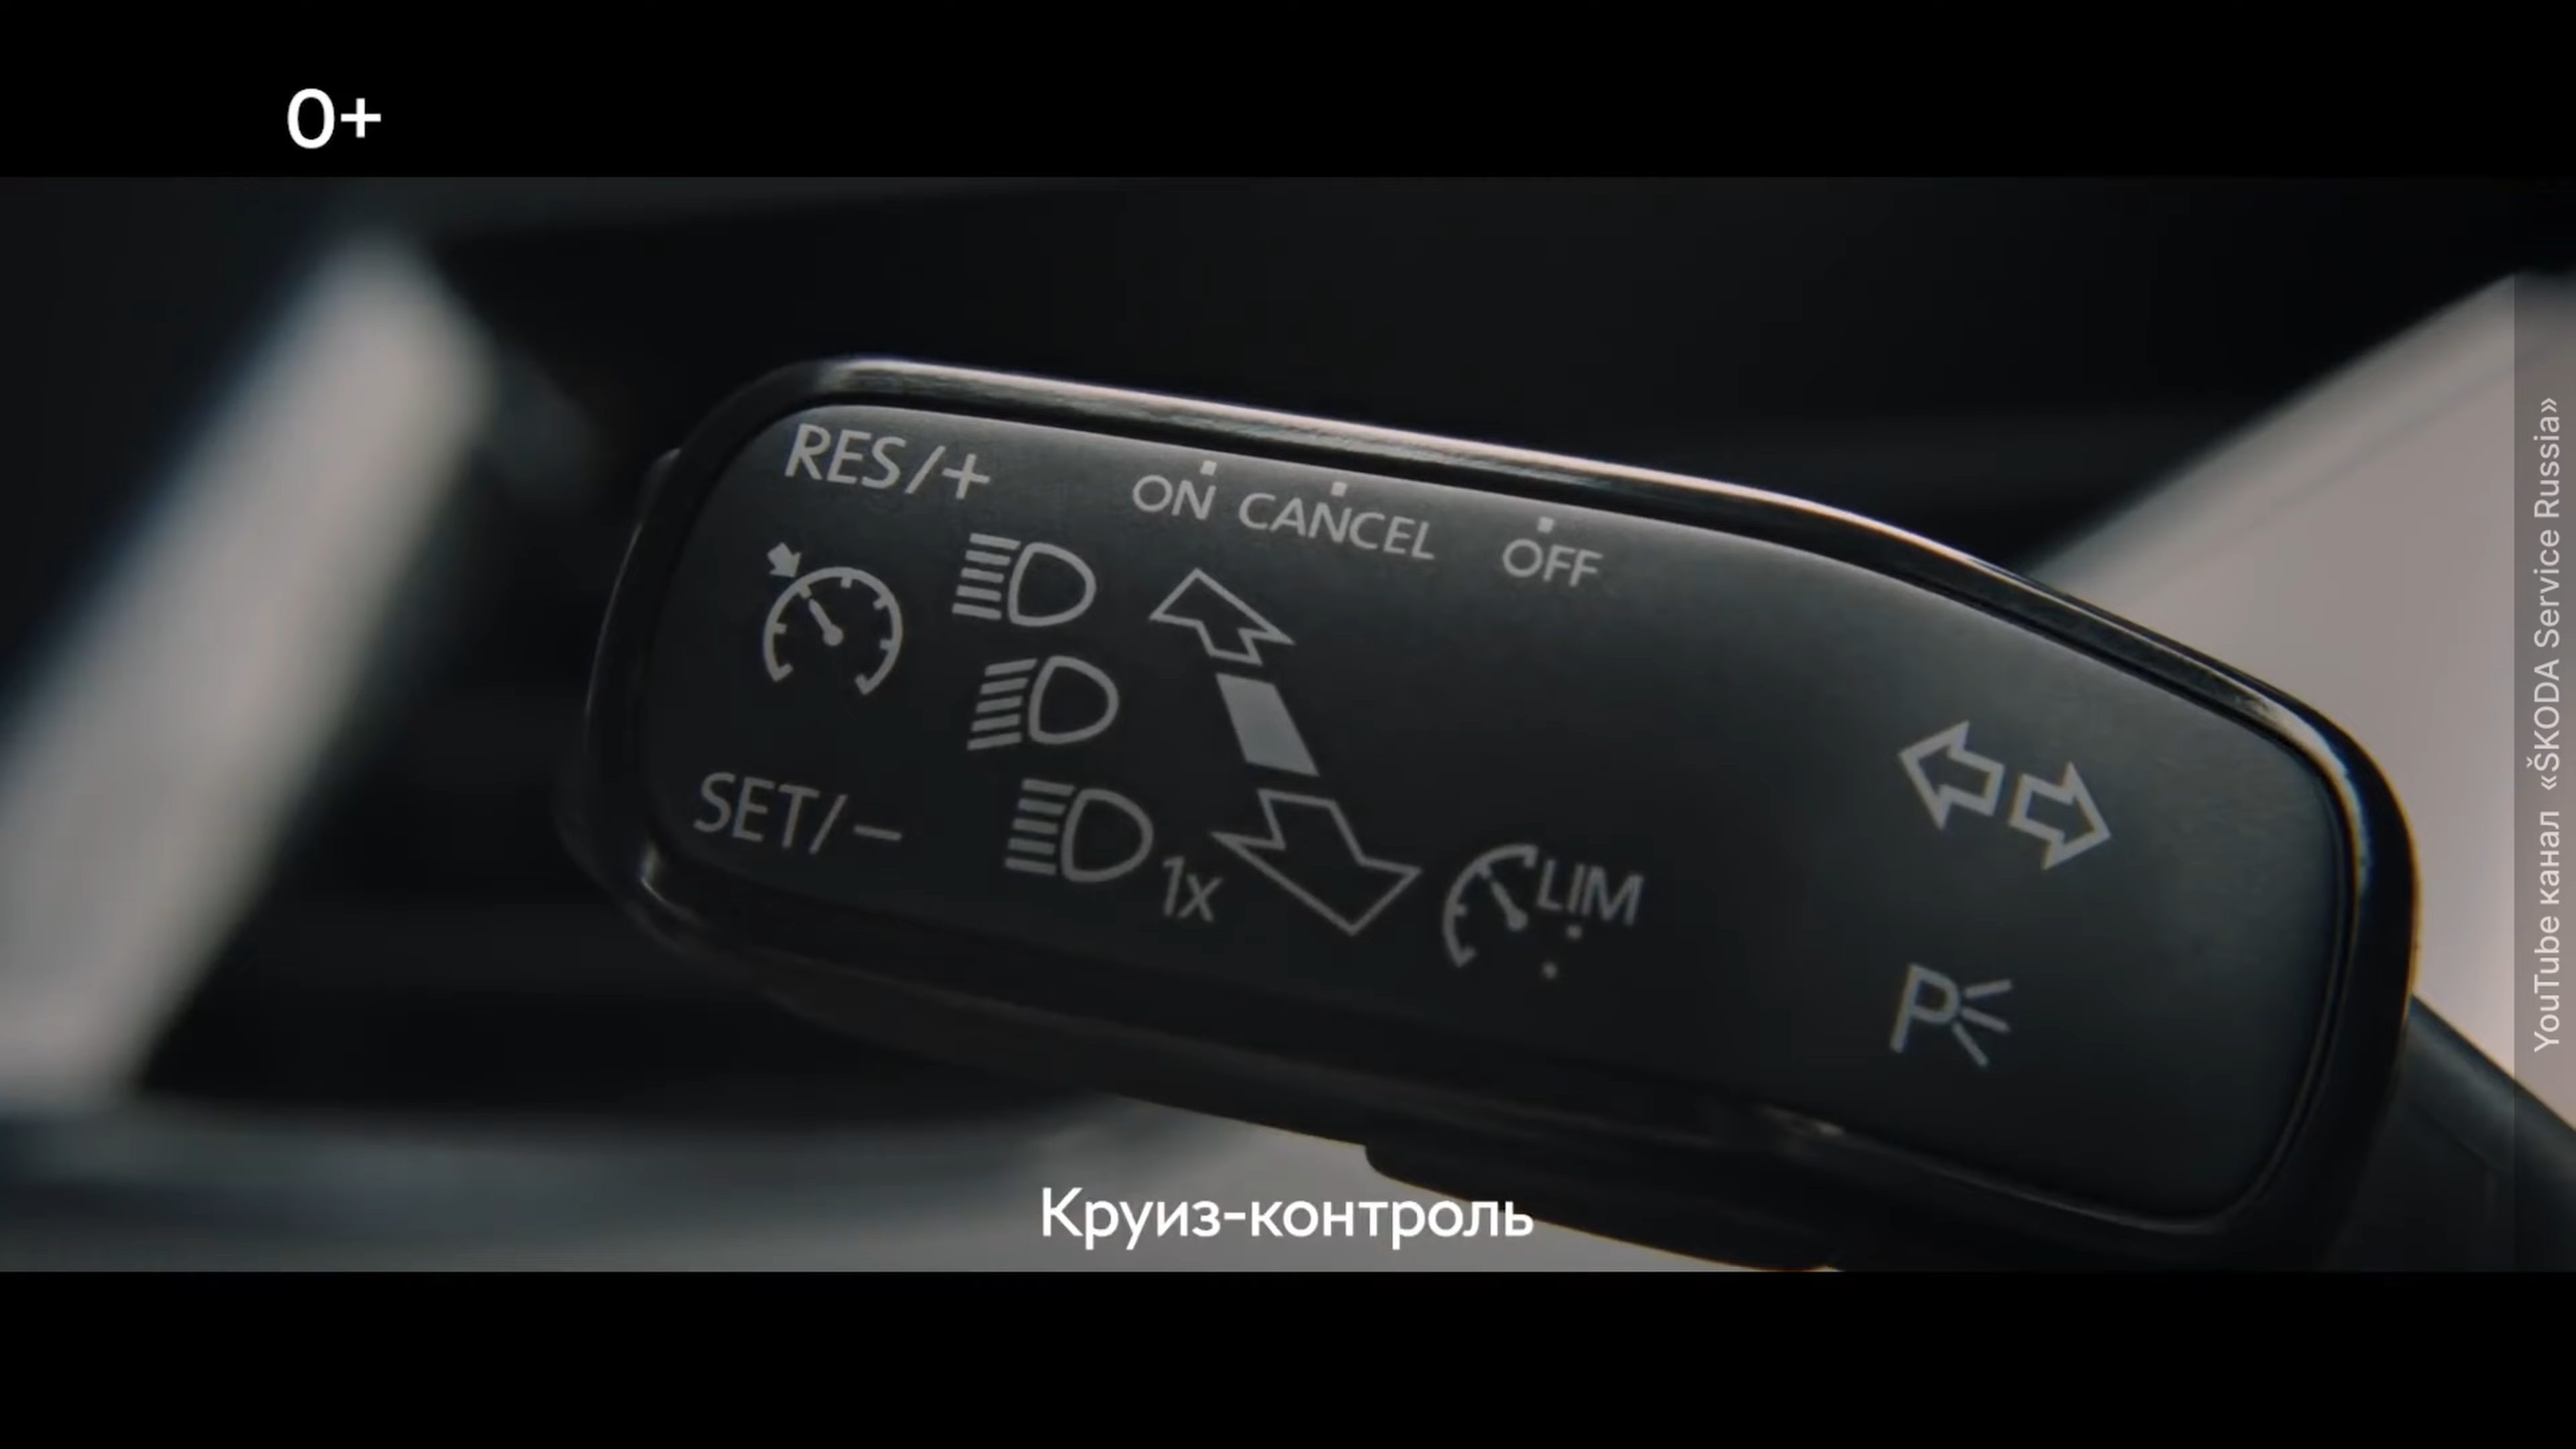 0+
RES/+
ON CANCEL OFF
SET/−
1x
LIM
P
Круиз-контроль
YouTube канал «ŠKODA Service Russia»